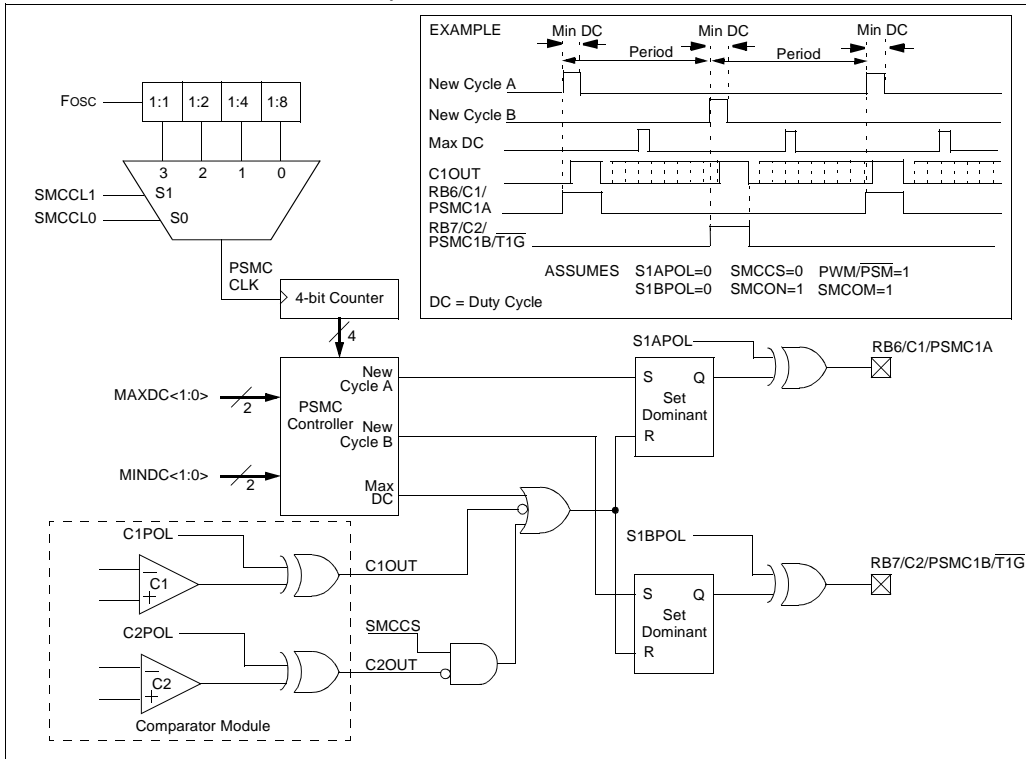 EXAMPLE
Min DC
Min DC
Min DC
Period
Period
New Cycle A
New Cycle B
Max DC
C1OUT
RB6/C1/
PSMC1A
RB7/C2/
PSMC1B/T1G
ASSUMES S1APOL=0 SMCCS=0 PWM/PSM=1
S1BPOL=0 SMCON=1 SMCOM=1
DC = Duty Cycle
FOSC
1:1 1:2 1:4 1:8
3 2 1 0
SMCCL1
S1
SMCCL0
S0
PSMC
CLK
4-bit Counter
4
MAXDC<1:0>
2
MINDC<1:0>
2
PSMC
Controller
New
Cycle A
New
Cycle B
Max
DC
S1APOL
S Q
Set
Dominant
R
RB6/C1/PSMC1A
S1BPOL
S Q
Set
Dominant
R
RB7/C2/PSMC1B/T1G
C1POL
C1
−
+
C1OUT
SMCCS
C2POL
C2
−
+
C2OUT
Comparator Module